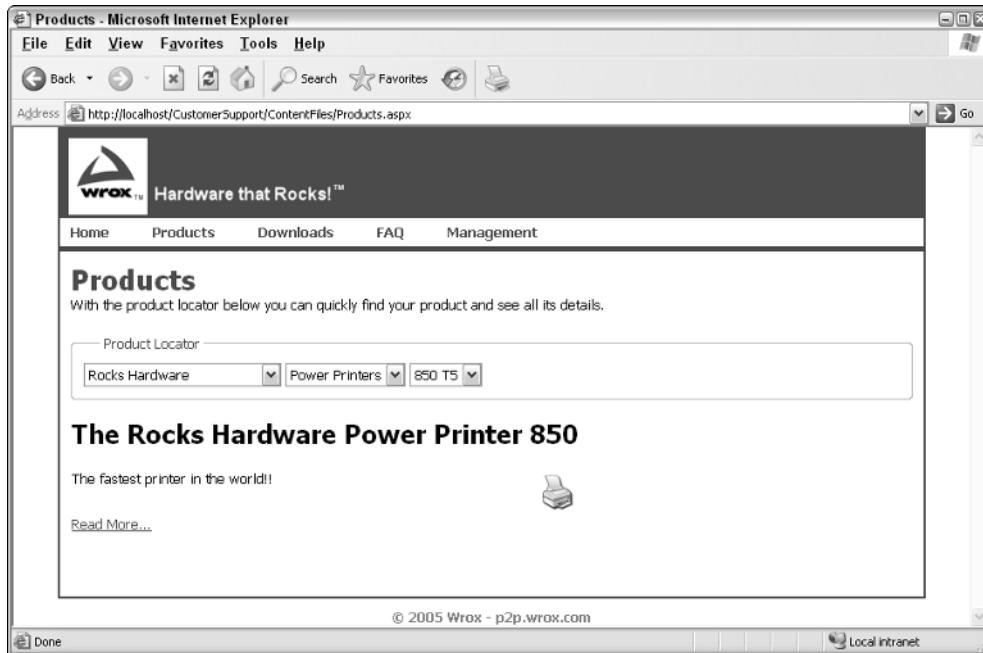 Products - Microsoft Internet Explorer
File Edit View Favorites Tools Help
Back Search Favorites
Address http://localhost/CustomerSupport/ContentFiles/Products.aspx Go
wrox™ Hardware that Rocks!™
Home Products Downloads FAQ Management
Products
With the product locator below you can quickly find your product and see all its details.
Product Locator
Rocks Hardware Power Printers 850 T5
The Rocks Hardware Power Printer 850
The fastest printer in the world!!
Read More...
© 2005 Wrox - p2p.wrox.com
Done Local intranet